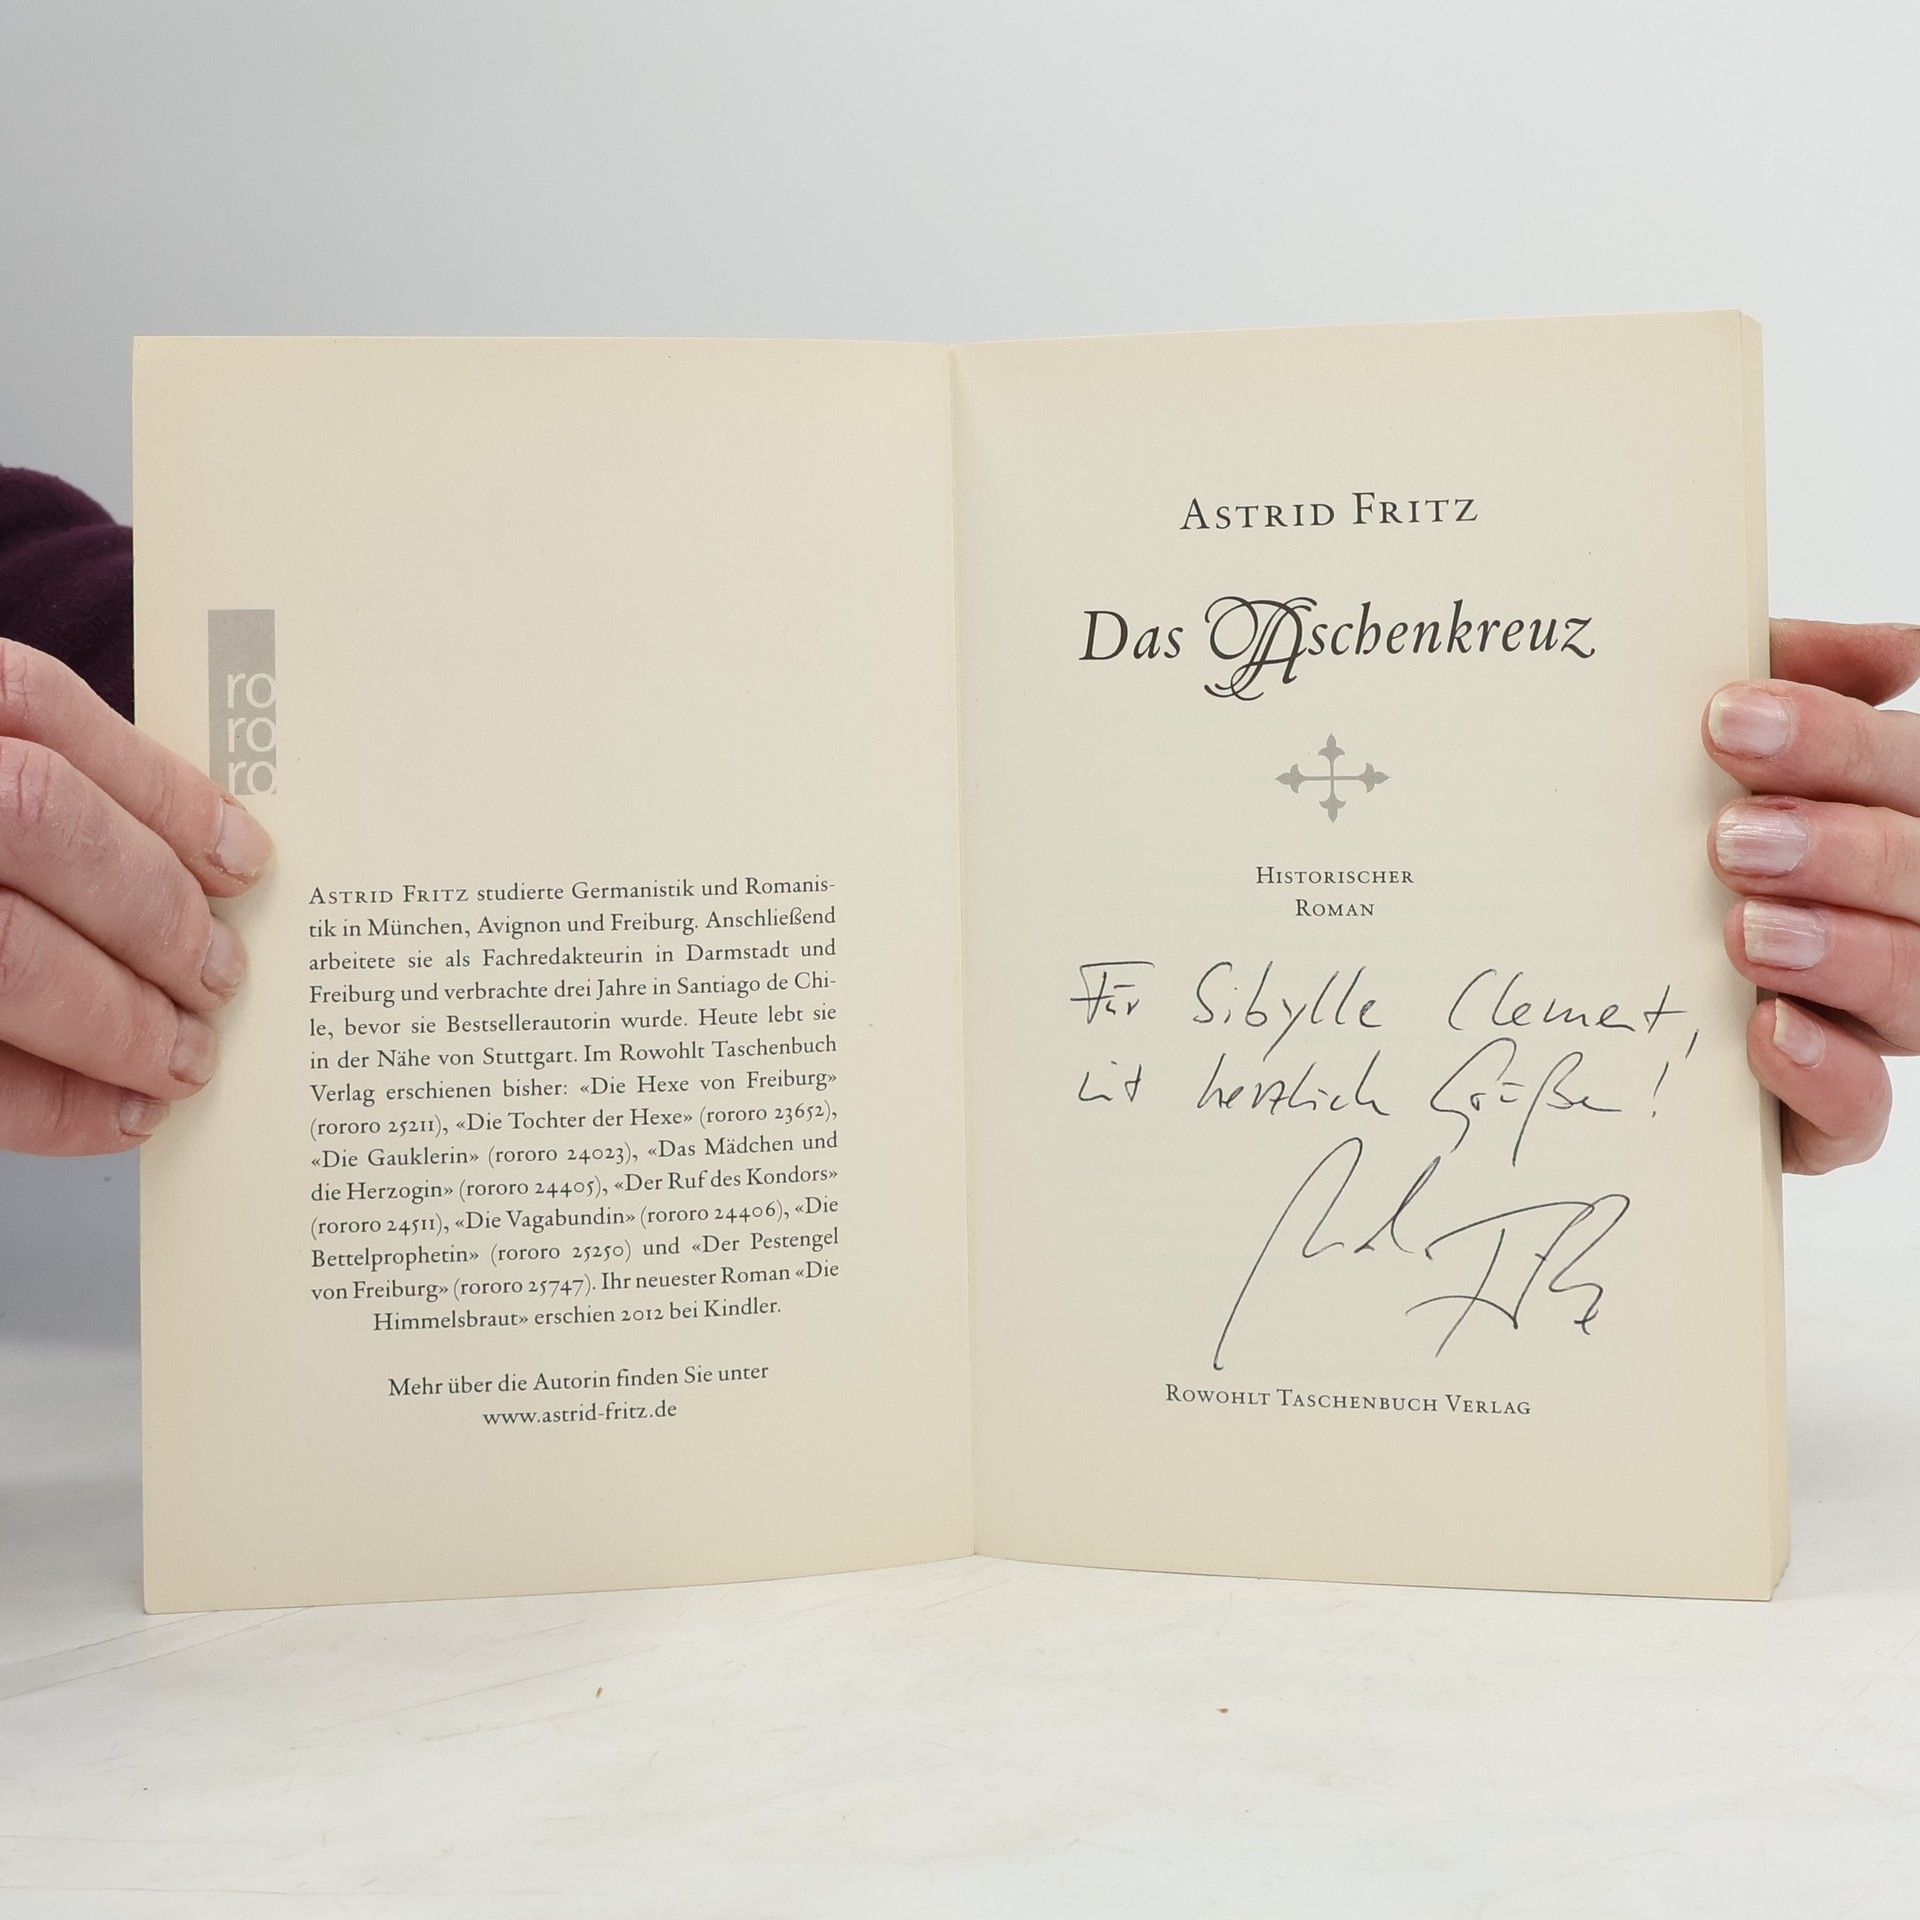 ro
ro
ro
ASTRID FRITZ studierte Germanistik und Romanis-
tik in München, Avignon und Freiburg. Anschließend
arbeitete sie als Fachredakteurin in Darmstadt und
Freiburg und verbrachte drei Jahre in Santiago de Chi-
le, bevor sie Bestsellerautorin wurde. Heute lebt sie
in der Nähe von Stuttgart. Im Rowohlt Taschenbuch
Verlag erschienen bisher: «Die Hexe von Freiburg»
(rororo 25211), «Die Tochter der Hexe» (rororo 23652),
«Die Gauklerin» (rororo 24023), «Das Mädchen und
die Herzogin» (rororo 24405), «Der Ruf des Kondors»
(rororo 24511), «Die Vagabundin» (rororo 24406), «Die
Bettelprophetin» (rororo 25250) und «Der Pestengel
von Freiburg» (rororo 25747). Ihr neuester Roman «Die
Himmelsbraut» erschien 2012 bei Kindler.
Mehr über die Autorin finden Sie unter
www.astrid-fritz.de
ASTRID FRITZ
Das Aschenkreuz
HISTORISCHER
ROMAN
Für Sibylle Clement,
mit herzlich Grüßen!
ROWOHLT TASCHENBUCH VERLAG